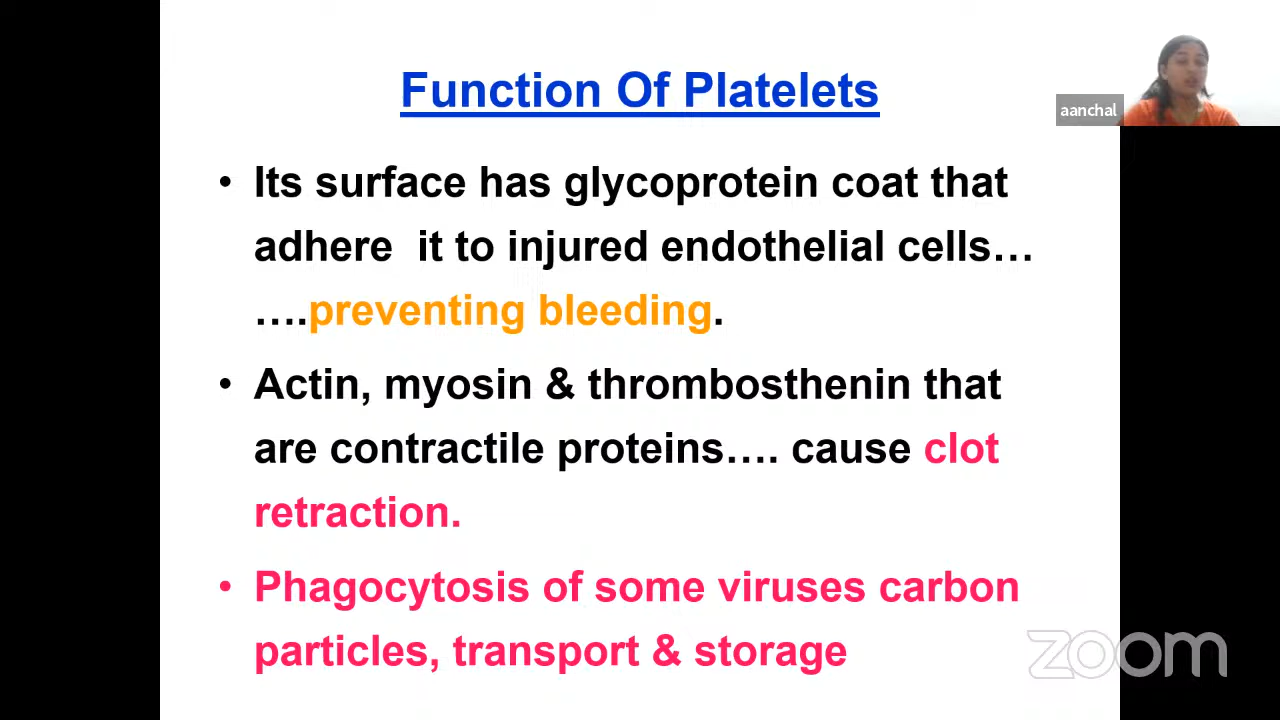 Function Of Platelets
aanchal
• Its surface has glycoprotein coat that
adhere it to injured endothelial cells…
….preventing bleeding.
• Actin, myosin & thrombosthenin that
are contractile proteins…. cause clot
retraction.
• Phagocytosis of some viruses carbon
particles, transport & storage
zoom